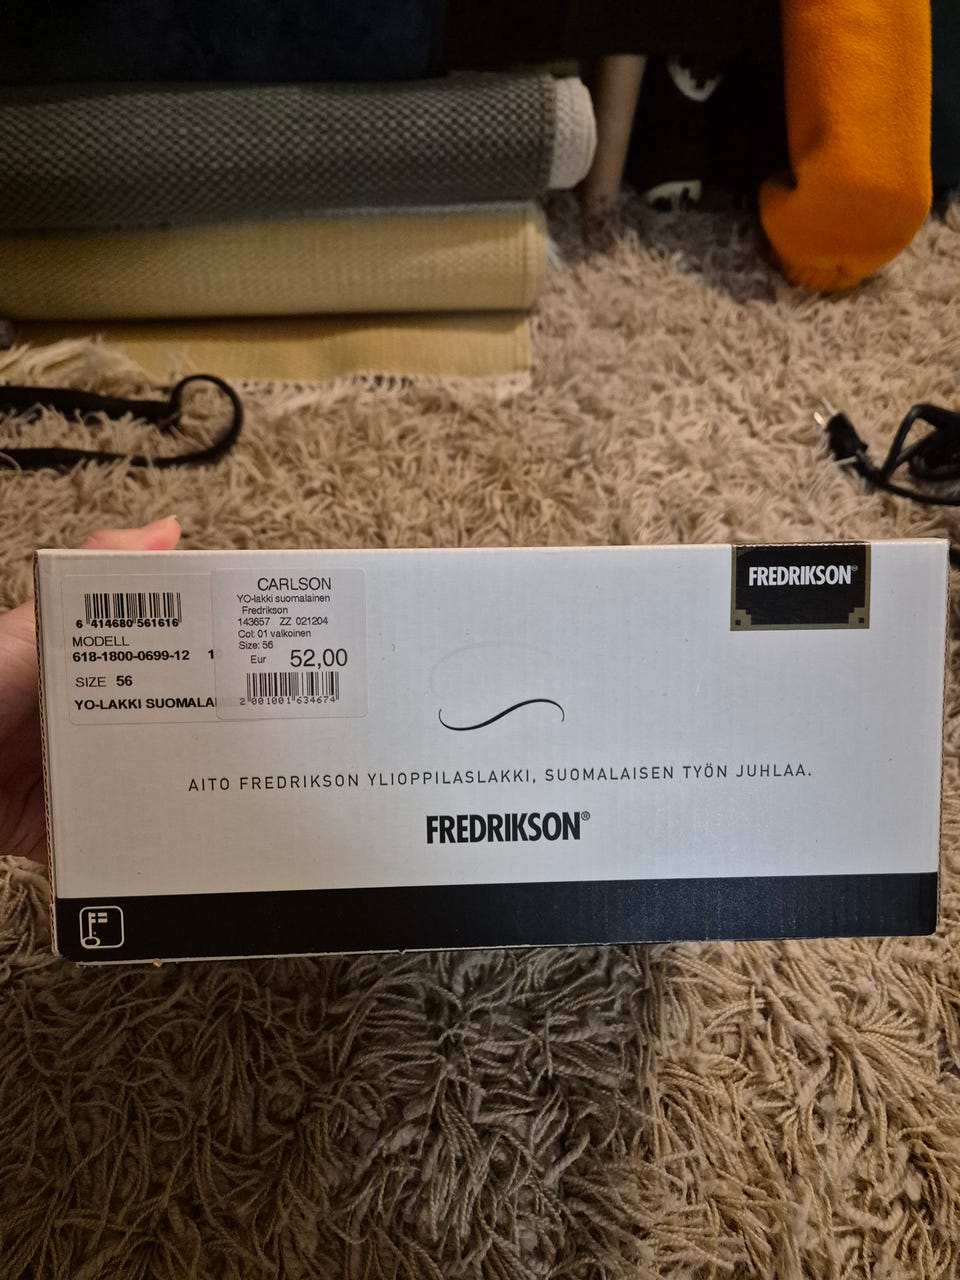 6 414680 561616
MODELL
618-1800-0699-12 1
SIZE 56
YO-LAKKI SUOMALA
CARLSON
YO-lakki suomalainen
Fredrikson
143657 ZZ 021204
Col: 01 valkoinen
Size: 56
Eur 52,00
2 001001 634674
FREDRIKSON
AITO FREDRIKSON YLIOPPILASLAKKI, SUOMALAISEN TYÖN JUHLAA.
FREDRIKSON®